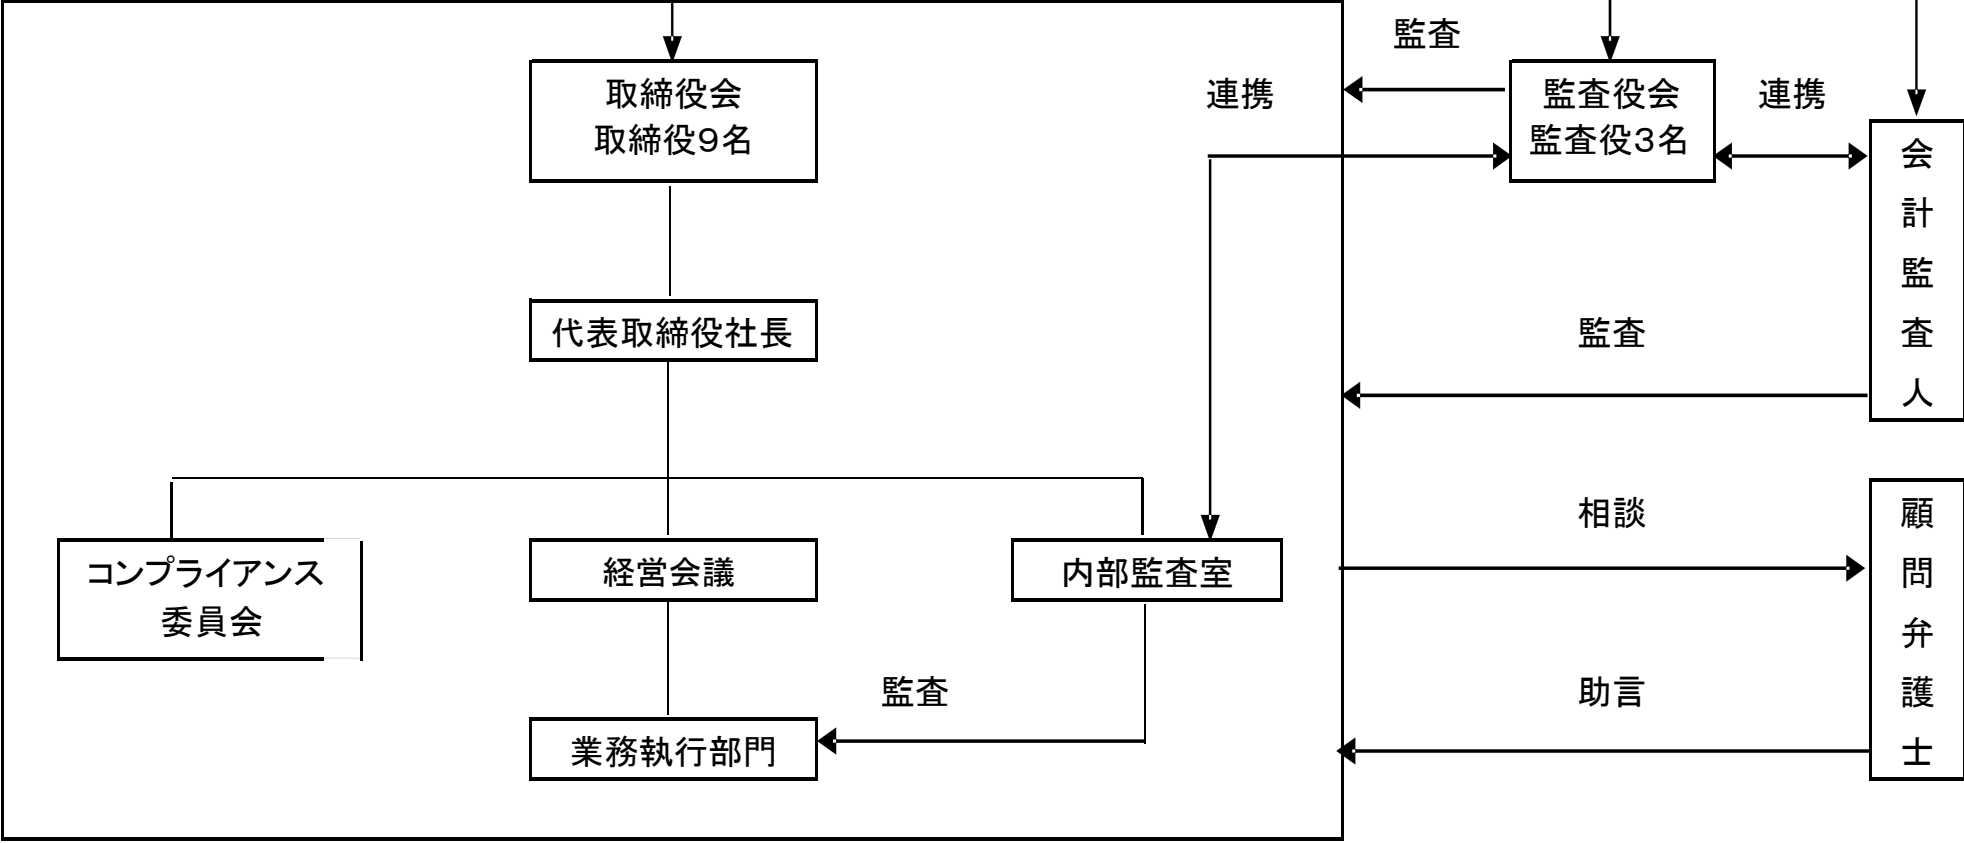 監査
取締役会
取締役９名
連携
監査役会
監査役３名
連携
会計監査人
代表取締役社長
監査
コンプライアンス
委員会
経営会議
内部監査室
相談
顧問弁護士
監査
助言
業務執行部門